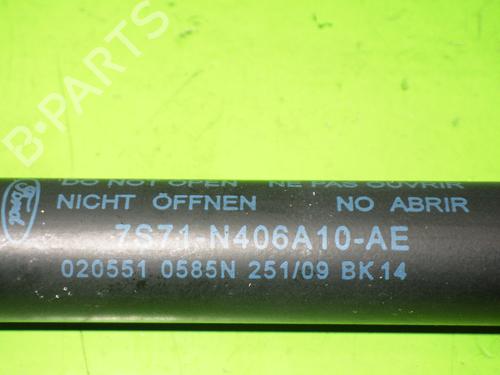 B-PARTS
DO NOT OPEN NE PAS OUVRIR
Ford
NICHT ÖFFNEN NO ABRIR
7S71-N406A10-AE
020551 0585N 251/09 BK14